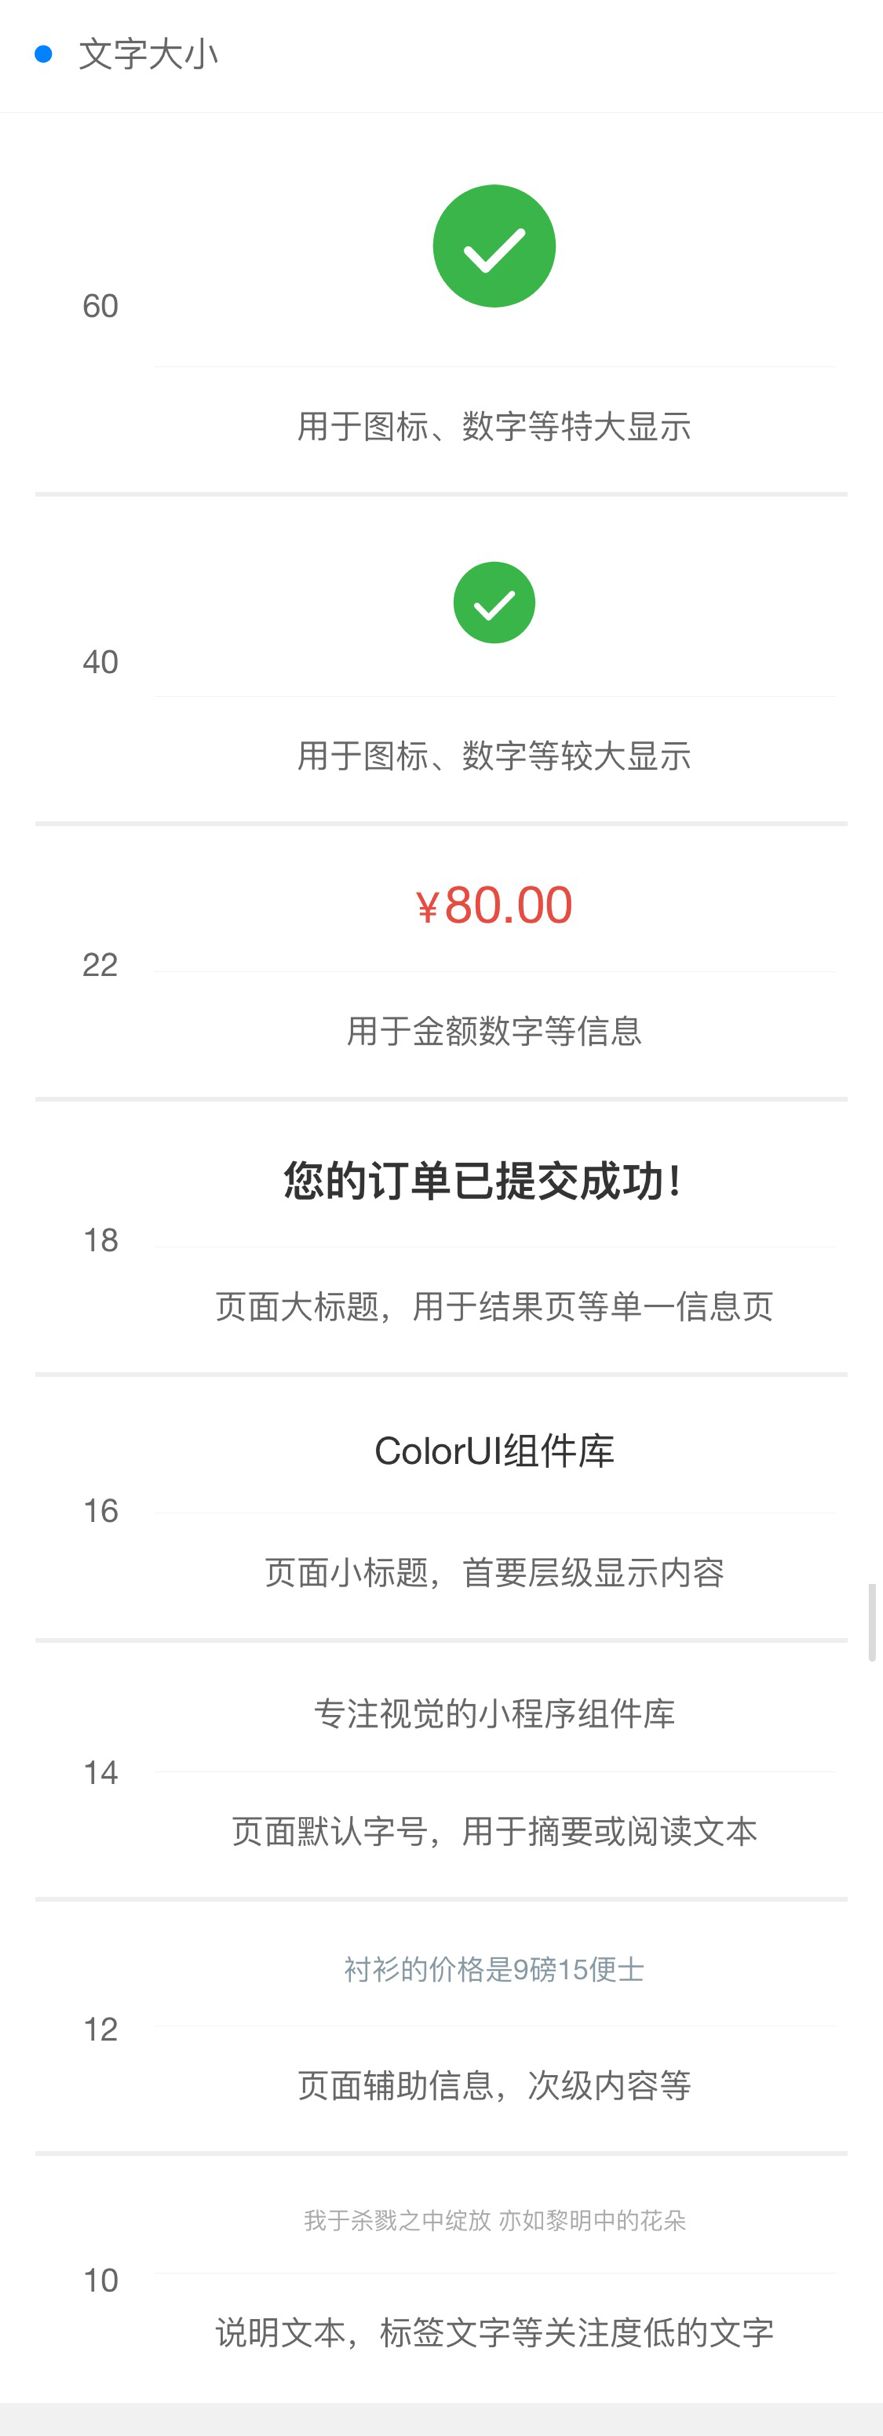 文字大小
60
用于图标、数字等特大显示
40
用于图标、数字等较大显示
¥80.00
22
用于金额数字等信息
您的订单已提交成功！
18
页面大标题，用于结果页等单一信息页
ColorUI组件库
16
页面小标题，首要层级显示内容
专注视觉的小程序组件库
14
页面默认字号，用于摘要或阅读文本
衬衫的价格是9磅15便士
12
页面辅助信息，次级内容等
我于杀戮之中绽放 亦如黎明中的花朵
10
说明文本，标签文字等关注度低的文字